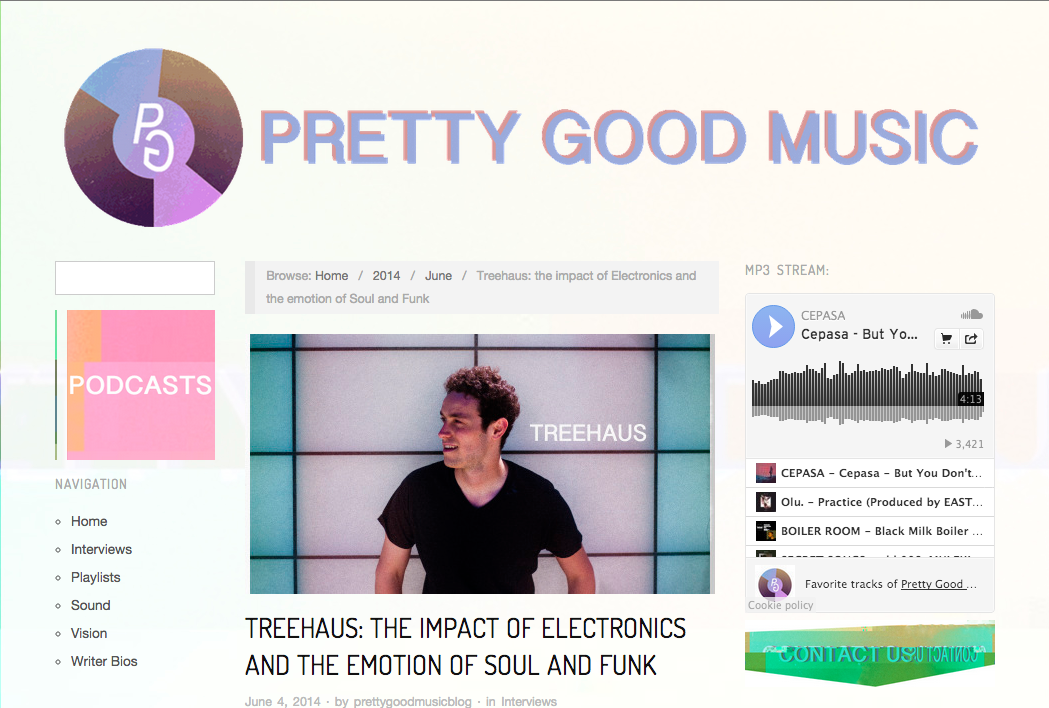 PG
PRETTY GOOD MUSIC
PODCASTS
NAVIGATION
Home
Interviews
Playlists
Sound
Vision
Writer Bios
Browse: Home / 2014 / June / Treehaus: the impact of Electronics and
the emotion of Soul and Funk
TREEHAUS
TREEHAUS: THE IMPACT OF ELECTRONICS
AND THE EMOTION OF SOUL AND FUNK
June 4, 2014 · by prettygoodmusicblog · in Interviews
MP3 STREAM:
CEPASA
Cepasa - But Yo...
4:13
3,421
CEPASA – Cepasa – But You Don't...
Olu. – Practice (Produced by EAST...
BOILER ROOM – Black Milk Boiler ...
Favorite tracks of Pretty Good ...
Cookie policy
CONTACT US
CONTACT US